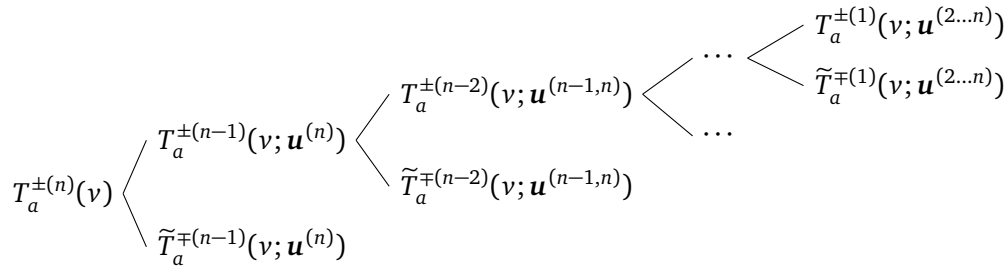 T_a^{±(1)}(v; u^{(2…n)})
⋯
T̃_a^{∓(1)}(v; u^{(2…n)})
T_a^{±(n−2)}(v; u^{(n−1,n)})
T_a^{±(n−1)}(v; u^{(n)})
⋯
T_a^{±(n)}(v)
T̃_a^{∓(n−2)}(v; u^{(n−1,n)})
T̃_a^{∓(n−1)}(v; u^{(n)})